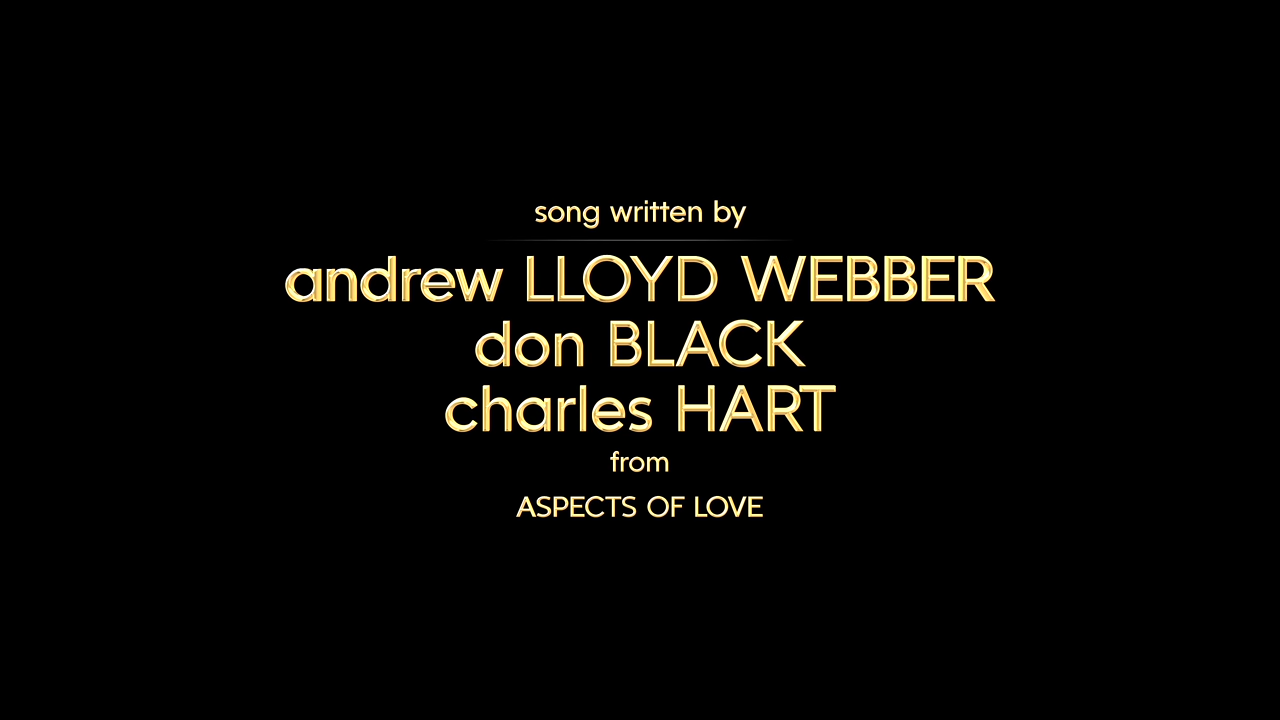 song written by
andrew LLOYD WEBBER
don BLACK
charles HART
from
ASPECTS OF LOVE